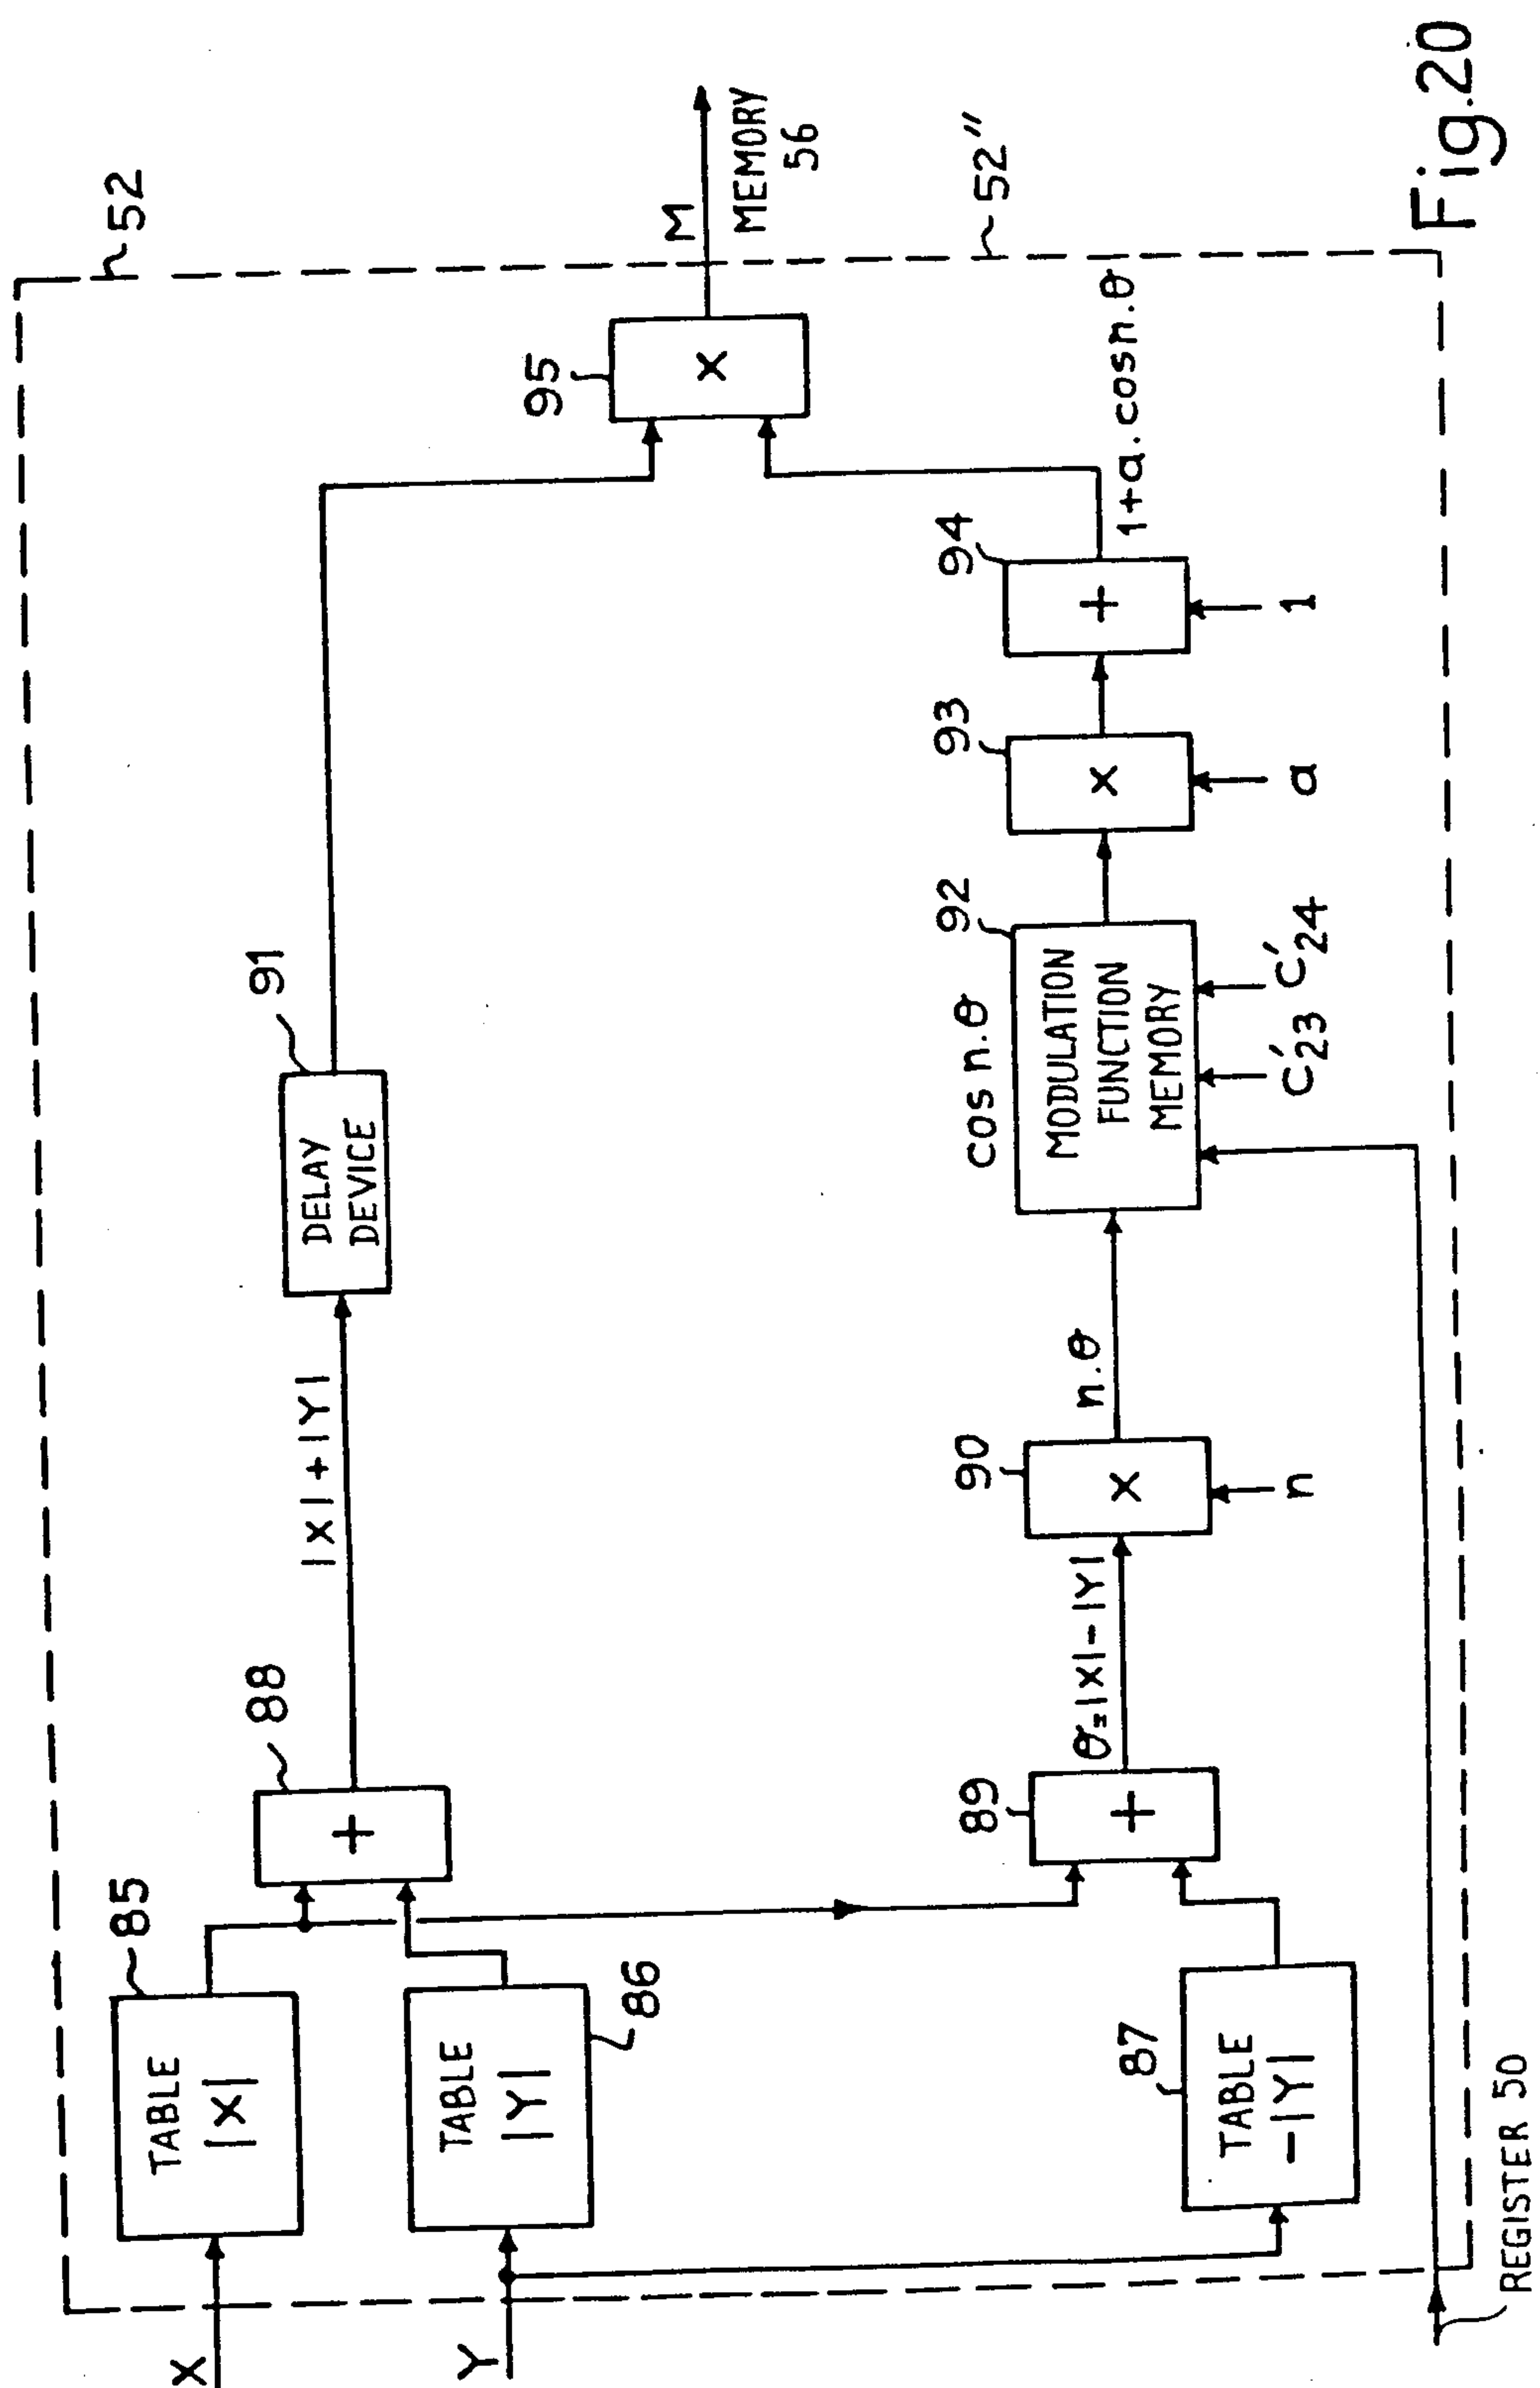 X
Y
REGISTER 50
85
TABLE
|X|
TABLE
|Y|
86
87
TABLE
-|Y|
88
+
|X|+|Y|
89
+
θ=|X|-|Y|
90
X
n
n.θ
91
DELAY
DEVICE
92
cos n.θ
MODULATION
FUNCTION
MEMORY
C'23
C'24
93
X
a
94
+
1
1+a.cosn.θ
95
X
M
MEMORY
56
52
52"
Fig.20